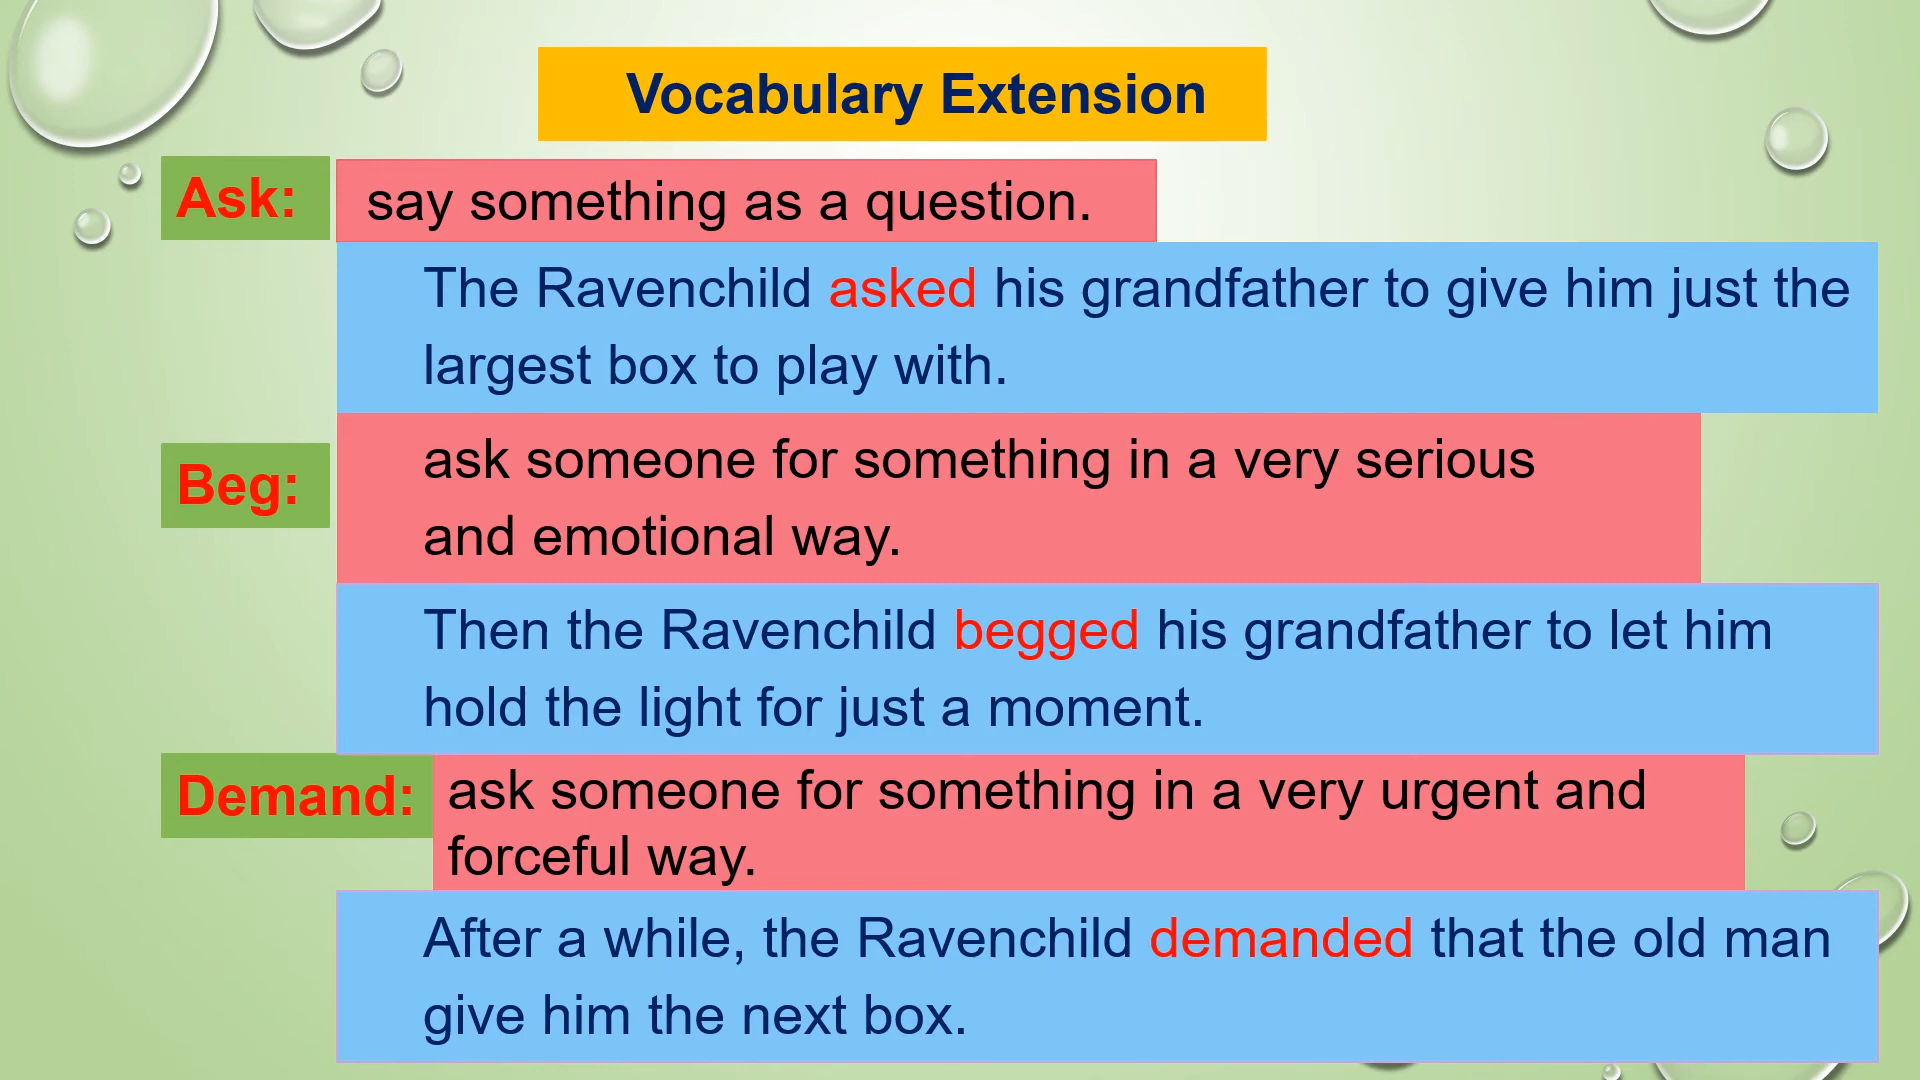 Vocabulary Extension
Ask: say something as a question.
The Ravenchild asked his grandfather to give him just the
largest box to play with.
Beg: ask someone for something in a very serious
and emotional way.
Then the Ravenchild begged his grandfather to let him
hold the light for just a moment.
Demand: ask someone for something in a very urgent and
forceful way.
After a while, the Ravenchild demanded that the old man
give him the next box.